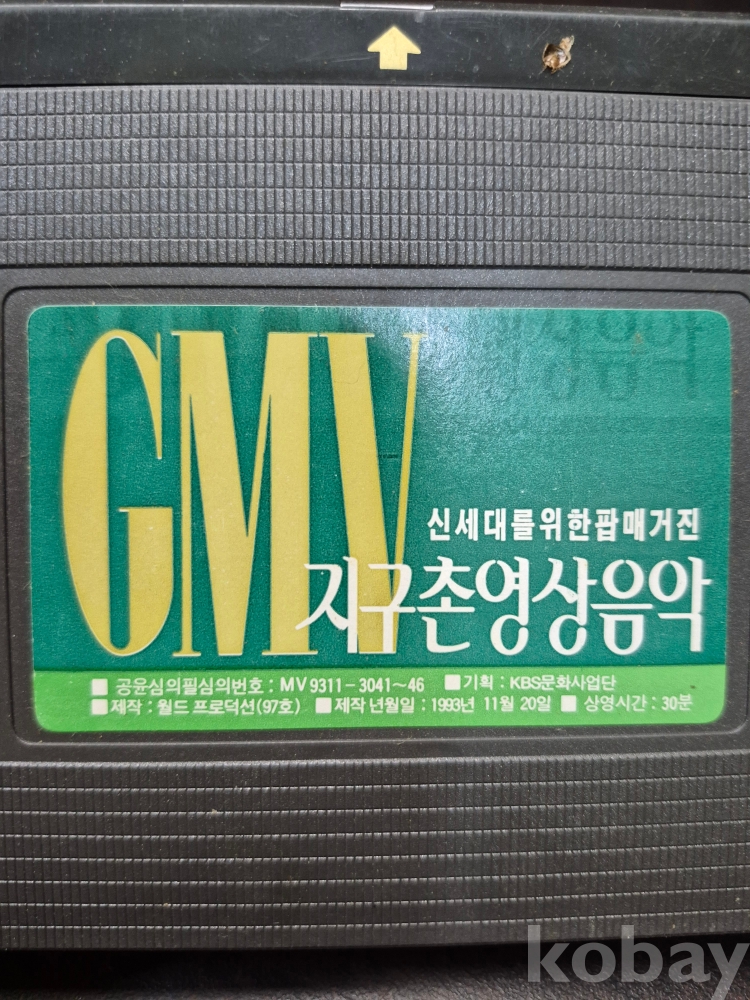 GMV
신세대를위한팝매거진
지구촌영상음악
■ 공윤심의필심의번호 : MV 9311-3041~46 ■ 기획 : KBS문화사업단
■ 제작 : 월드 프로덕션(97호) ■ 제작 년월일 : 1993년 11월 20일 ■ 상영시간 : 30분
kobay